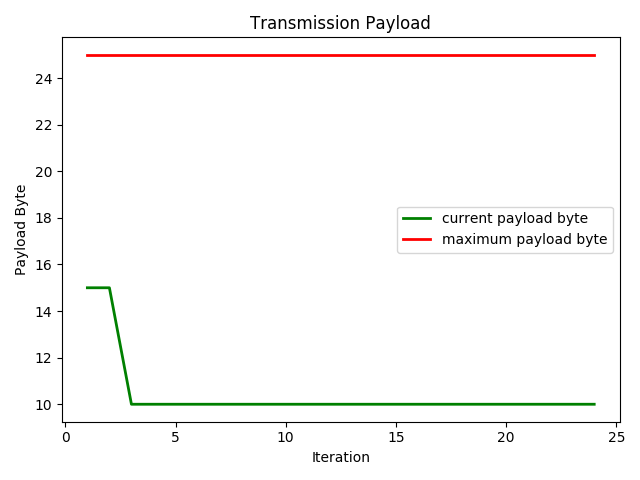 Transmission Payload
Payload Byte
24
22
20
18
16
14
12
10
current payload byte
maximum payload byte
0
5
10
15
20
25
Iteration